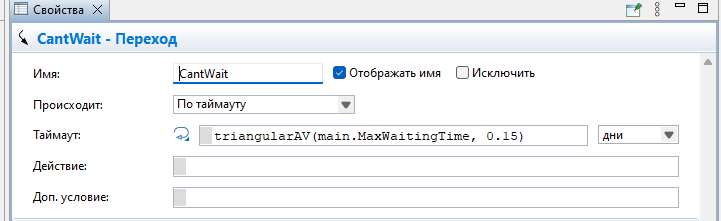 Свойства
CantWait - Переход
Имя: CantWait Отображать имя Исключить
Происходит: По таймауту
Таймаут: triangularAV(main.MaxWaitingTime, 0.15) дни
Действие:
Доп. условие: